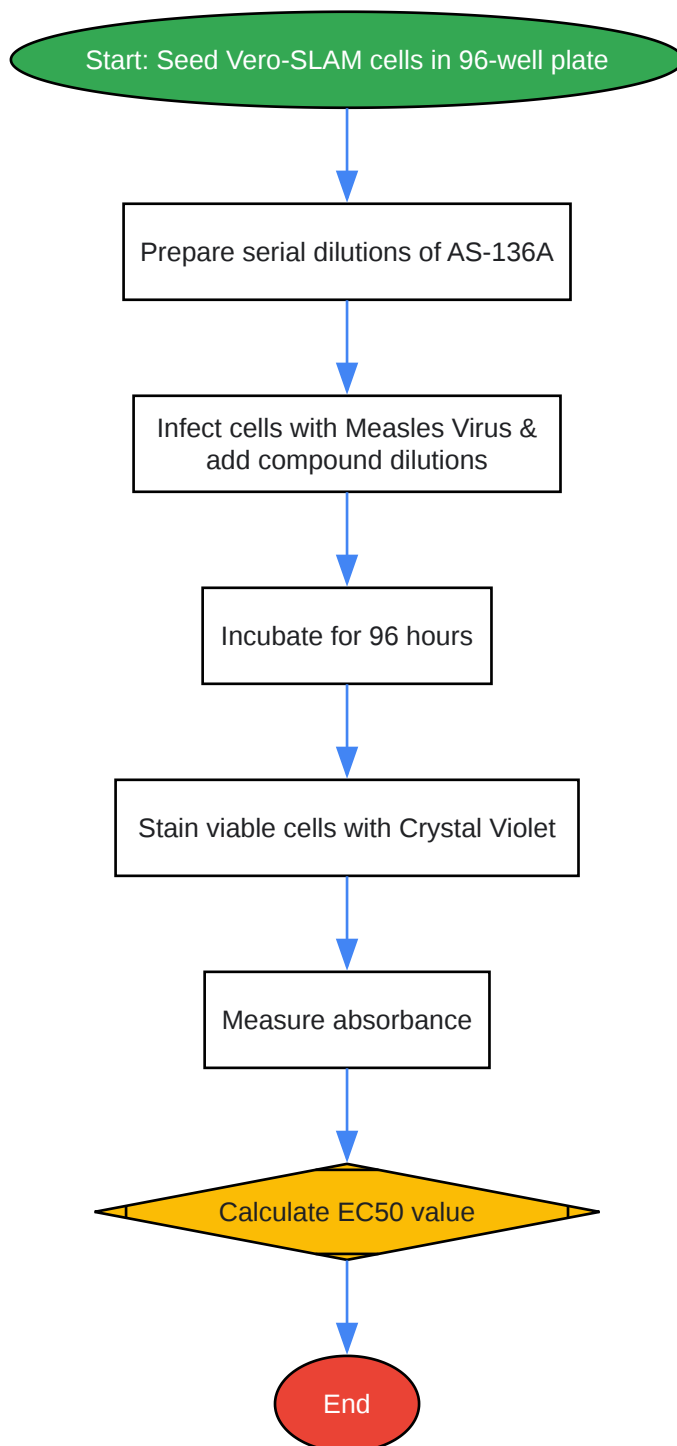 Start: Seed Vero-SLAM cells in 96-well plate
Prepare serial dilutions of AS-136A
Infect cells with Measles Virus &
add compound dilutions
Incubate for 96 hours
Stain viable cells with Crystal Violet
Measure absorbance
Calculate EC50 value
End